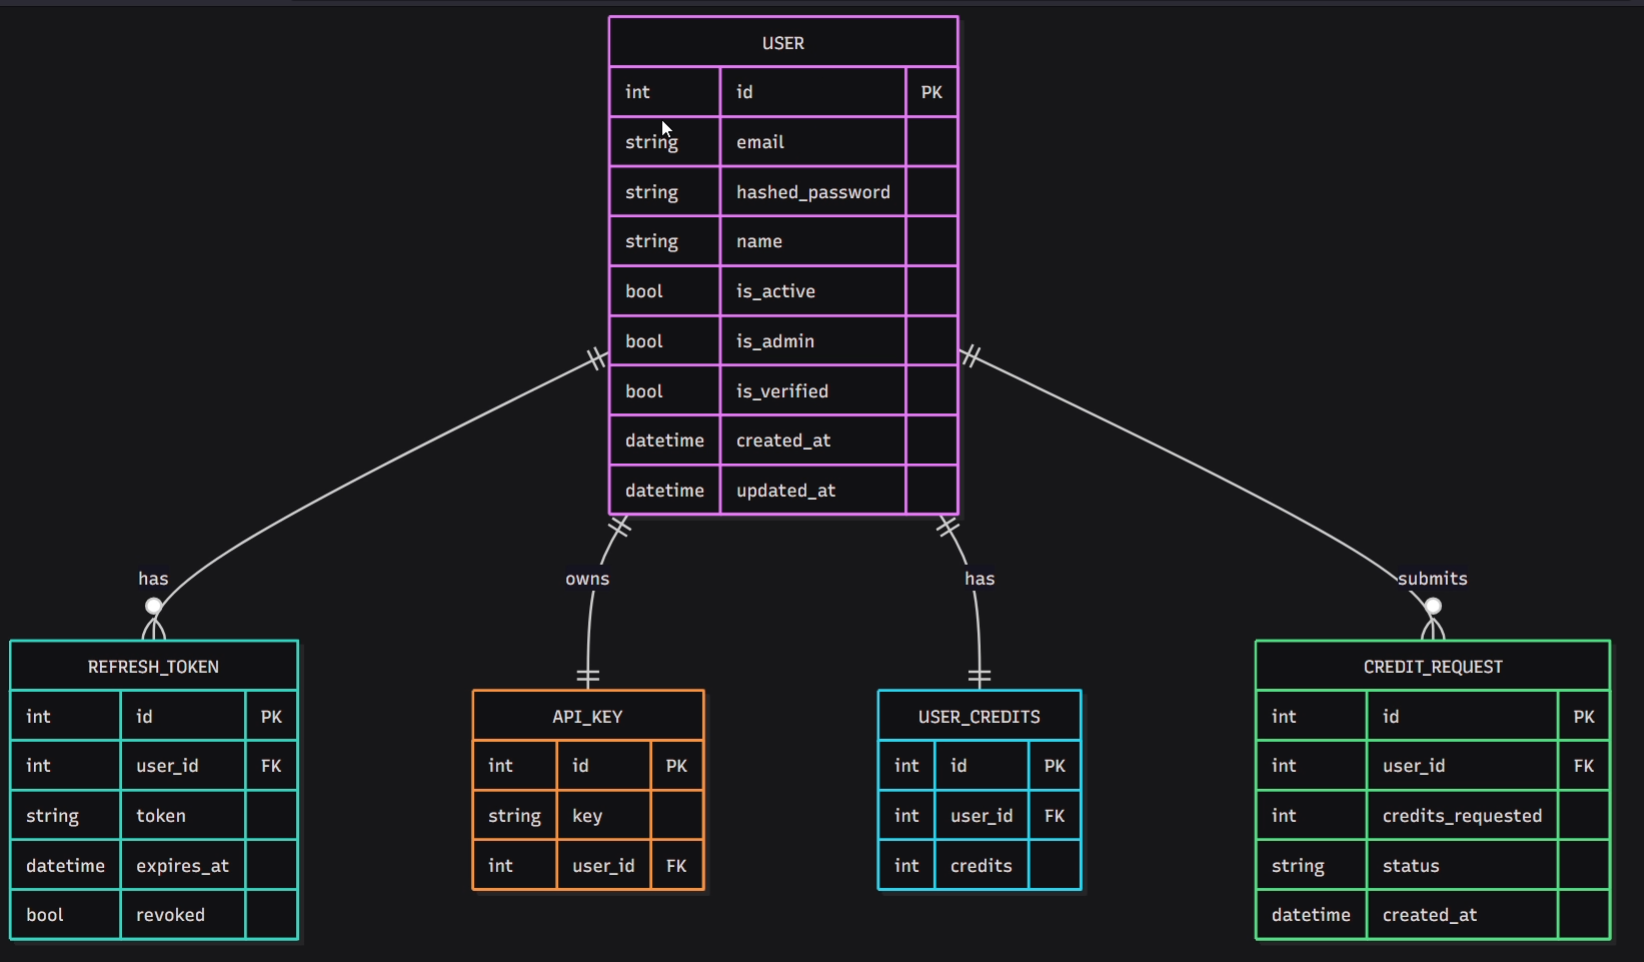 USER
int id PK
string email
string hashed_password
string name
bool is_active
bool is_admin
bool is_verified
datetime created_at
datetime updated_at
has
owns
has
submits
REFRESH_TOKEN
int id PK
int user_id FK
string token
datetime expires_at
bool revoked
API_KEY
int id PK
string key
int user_id FK
USER_CREDITS
int id PK
int user_id FK
int credits
CREDIT_REQUEST
int id PK
int user_id FK
int credits_requested
string status
datetime created_at